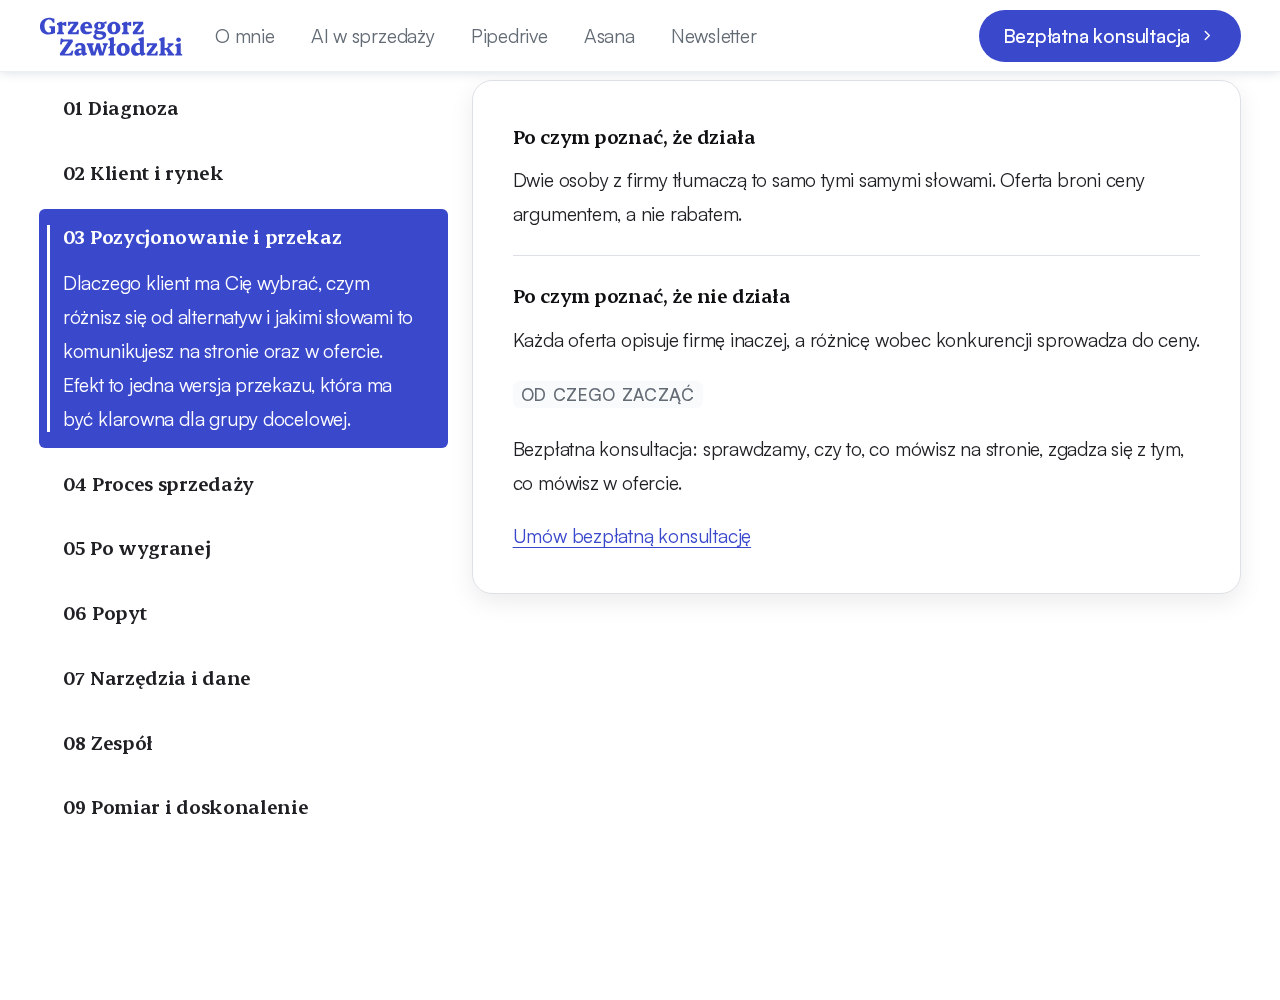 Grzegorz
Zawłodzki
O mnie
AI w sprzedaży
Pipedrive
Asana
Newsletter
Bezpłatna konsultacja
01 Diagnoza
02 Klient i rynek
03 Pozycjonowanie i przekaz
Dlaczego klient ma Cię wybrać, czym
różnisz się od alternatyw i jakimi słowami to
komunikujesz na stronie oraz w ofercie.
Efekt to jedna wersja przekazu, która ma
być klarowna dla grupy docelowej.
04 Proces sprzedaży
05 Po wygranej
06 Popyt
07 Narzędzia i dane
08 Zespół
09 Pomiar i doskonalenie
Po czym poznać, że działa
Dwie osoby z firmy tłumaczą to samo tymi samymi słowami. Oferta broni ceny
argumentem, a nie rabatem.
Po czym poznać, że nie działa
Każda oferta opisuje firmę inaczej, a różnicę wobec konkurencji sprowadza do ceny.
OD CZEGO ZACZĄĆ
Bezpłatna konsultacja: sprawdzamy, czy to, co mówisz na stronie, zgadza się z tym,
co mówisz w ofercie.
Umów bezpłatną konsultację